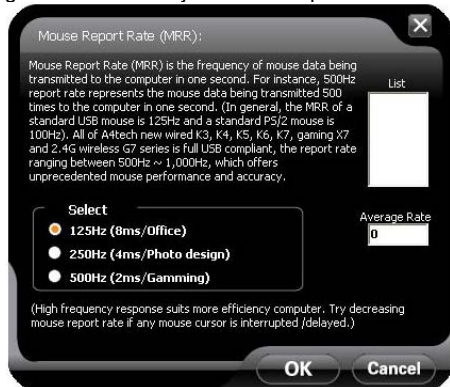 Mouse Report Rate (MRR):
Mouse Report Rate (MRR) is the frequency of mouse data being
transmitted to the computer in one second. For instance, 500Hz
report rate represents the mouse data being transmitted 500
times to the computer in one second. (In general, the MRR of a
standard USB mouse is 125Hz and a standard PS/2 mouse is
100Hz). All of A4tech new wired K3, K4, K5, K6, K7, gaming X7
and 2.4G wireless G7 series is full USB compliant, the report rate
ranging between 500Hz ~ 1,000Hz, which offers
unprecedented mouse performance and accuracy.
List
Select
125Hz (8ms/Office)
250Hz (4ms/Photo design)
500Hz (2ms/Gamming)
Average Rate
0
(High frequency response suits more efficiency computer. Try decreasing
mouse report rate if any mouse cursor is interrupted /delayed.)
OK
Cancel